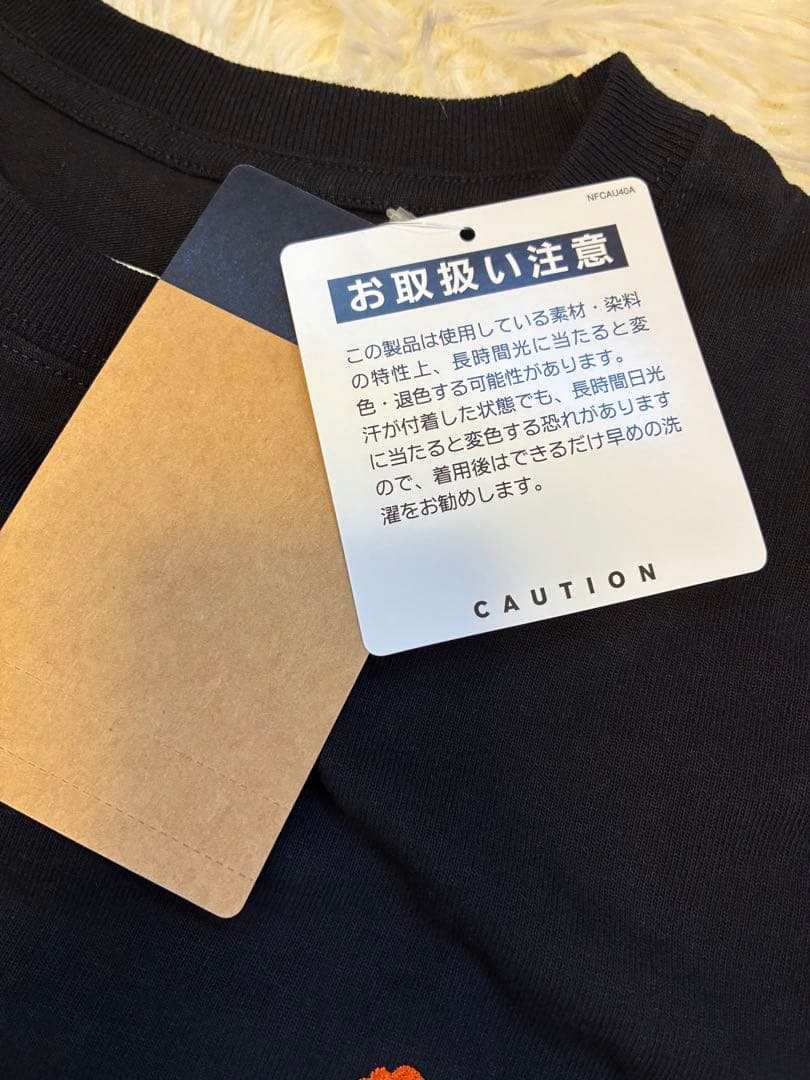 NFCAU40A
お取扱い注意
この製品は使用している素材・染料
の特性上、長時間光に当たると変
色・退色する可能性があります。
汗が付着した状態でも、長時間日光
に当たると変色する恐れがあります
ので、着用後はできるだけ早めの洗
濯をお勧めします。
CAUTION